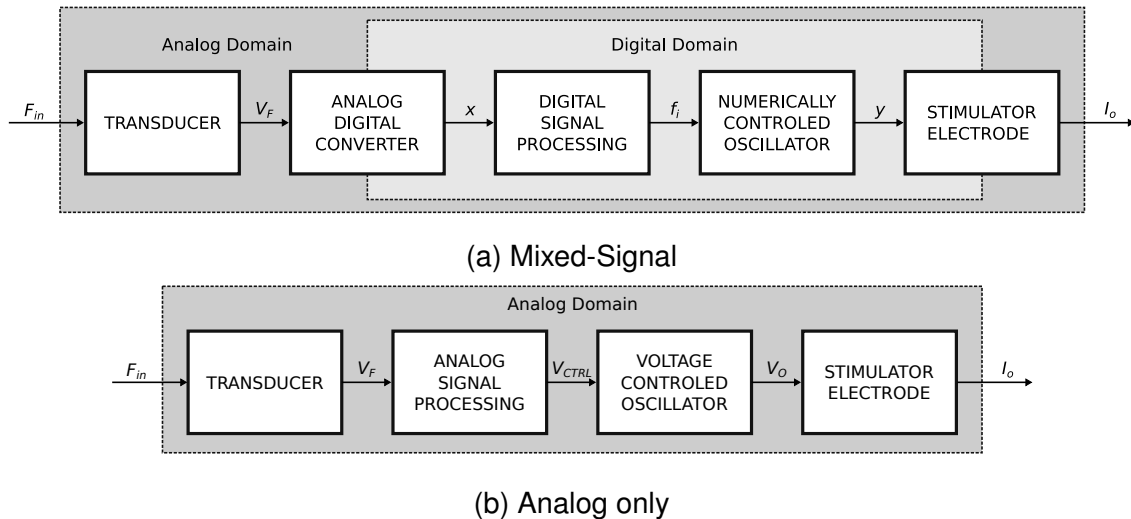 Analog Domain
Digital Domain
F_in
TRANSDUCER
V_F
ANALOG
DIGITAL
CONVERTER
x
DIGITAL
SIGNAL
PROCESSING
f_i
NUMERICALLY
CONTROLED
OSCILLATOR
y
STIMULATOR
ELECTRODE
I_o
(a) Mixed-Signal
Analog Domain
F_in
TRANSDUCER
V_F
ANALOG
SIGNAL
PROCESSING
V_CTRL
VOLTAGE
CONTROLED
OSCILLATOR
V_O
STIMULATOR
ELECTRODE
I_o
(b) Analog only